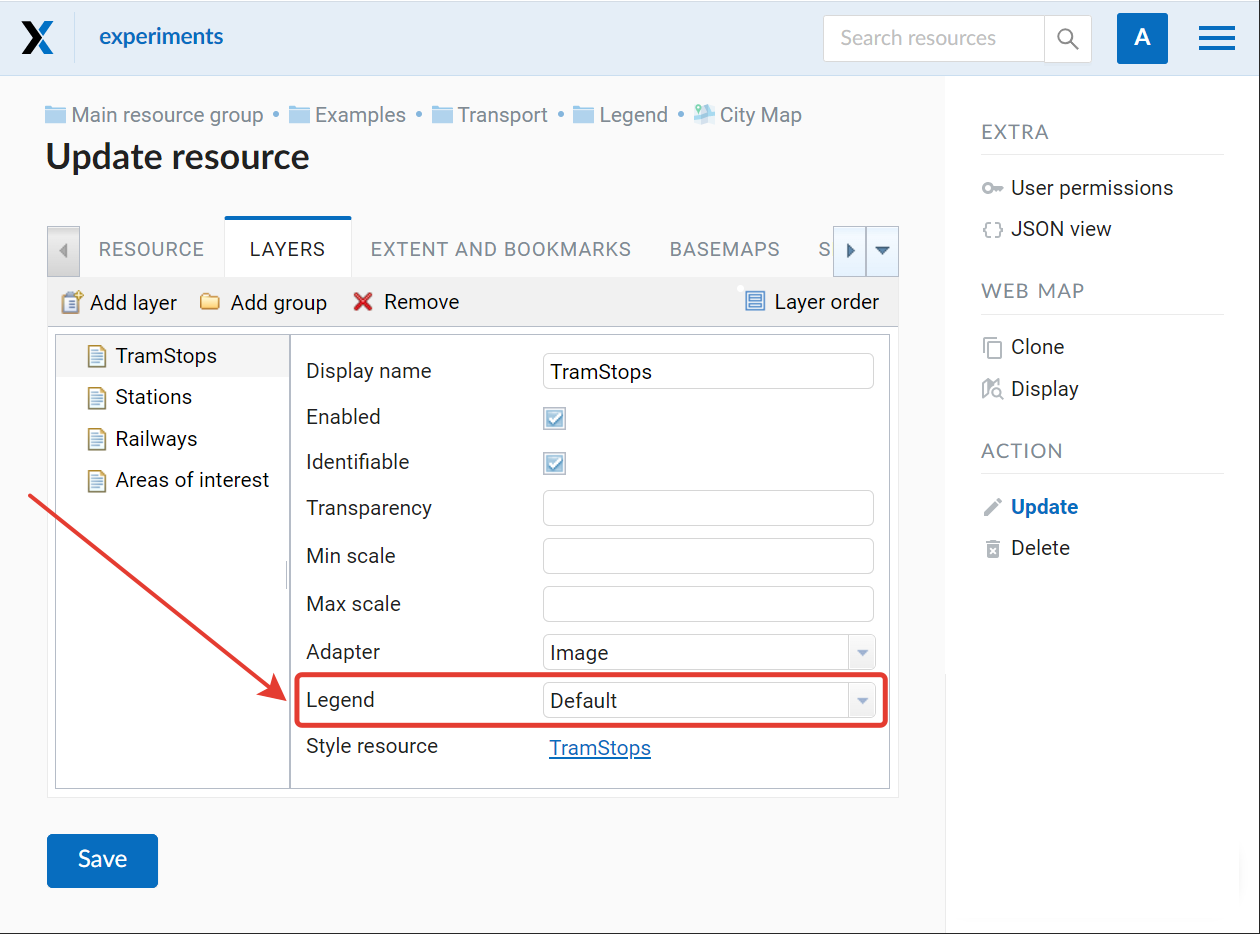 experiments
Search resources
A
Main resource group • Examples • Transport • Legend • City Map
Update resource
RESOURCE LAYERS EXTENT AND BOOKMARKS BASEMAPS S
Add layer Add group Remove Layer order
TramStops
Stations
Railways
Areas of interest
Display name TramStops
Enabled
Identifiable
Transparency
Min scale
Max scale
Adapter Image
Legend Default
Style resource TramStops
Save
EXTRA
User permissions
JSON view
WEB MAP
Clone
Display
ACTION
Update
Delete